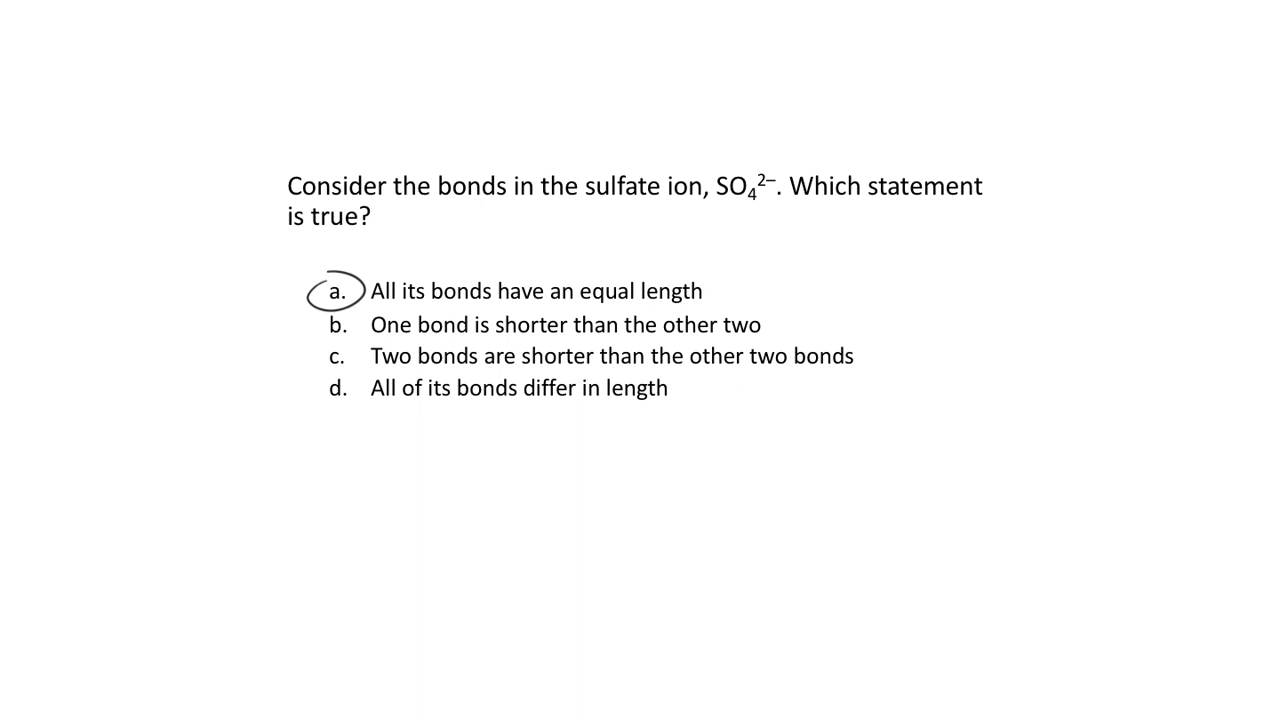 Consider the bonds in the sulfate ion, SO₄²⁻. Which statement
is true?
a. All its bonds have an equal length
b. One bond is shorter than the other two
c. Two bonds are shorter than the other two bonds
d. All of its bonds differ in length